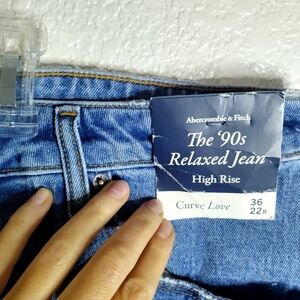 Abercrombie & Fitch
The '90s
Relaxed Jean
High Rise
Curve Love
36
22R